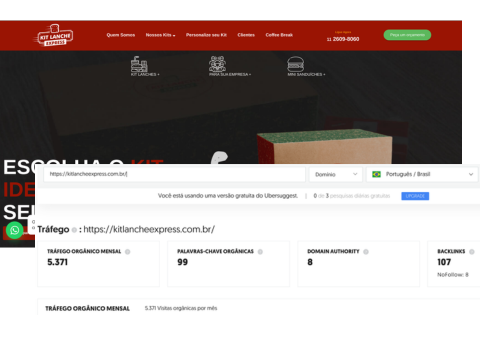 KIT LANCHE
EXPRESS
Quem Somos Nossos Kits Personalize seu Kit Clientes Coffee Break
11 2609-8060
Peça um orçamento
KIT LANCHES PARA SUA EMPRESA MINI SANDUÍCHES
ESCOLHA O KIT
IDE
SE
https://kitlancheexpress.com.br/ Domínio Português / Brasil
Você está usando uma versão gratuita do Ubersuggest. 0 de 3 pesquisas diárias gratuitas UPGRADE
Tráfego : https://kitlancheexpress.com.br/
TRÁFEGO ORGÂNICO MENSAL PALAVRAS-CHAVE ORGÂNICAS DOMAIN AUTHORITY BACKLINKS
5.371 99 8 107
NoFollow: 8
TRÁFEGO ORGÂNICO MENSAL 5.371 Visitas orgânicas por mês